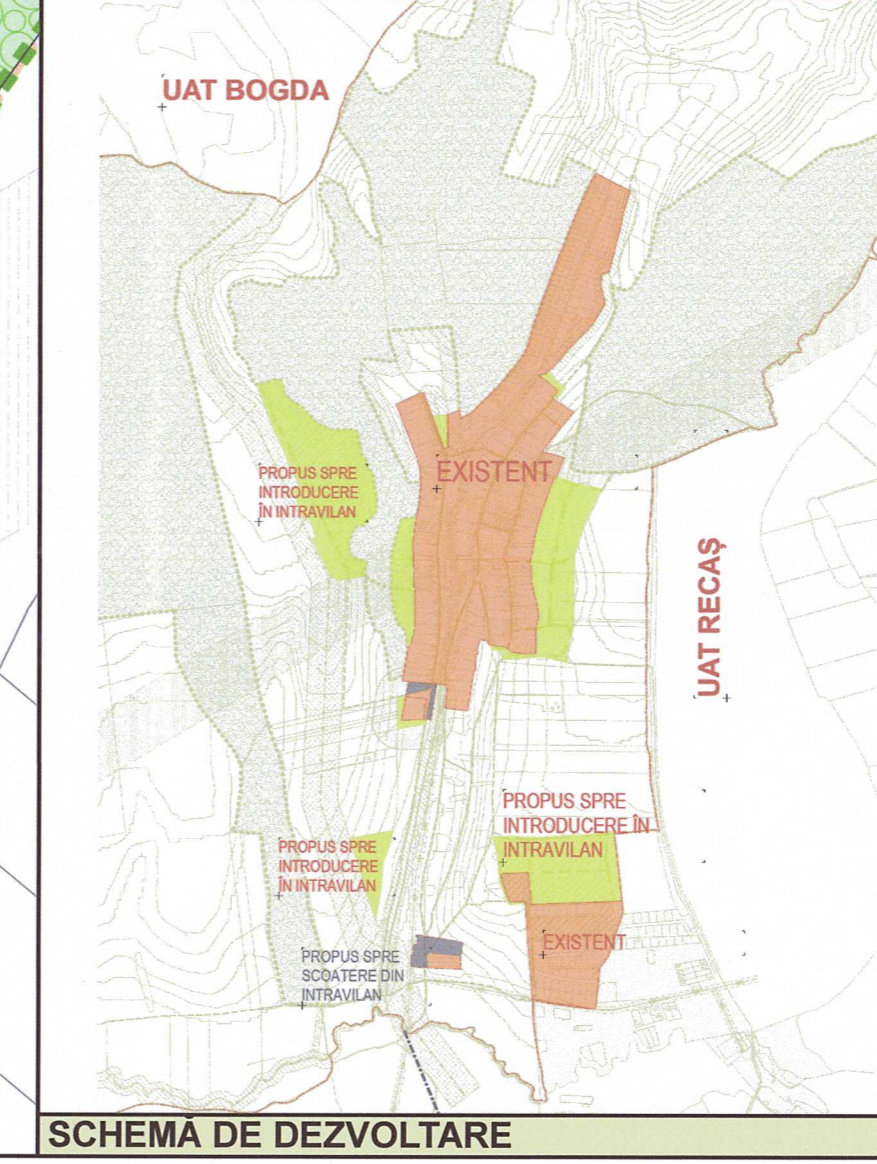 UAT BOGDA
PROPUS SPRE
INTRODUCERE
ÎN INTRAVILAN
EXISTENT
UAT RECAȘ
PROPUS SPRE
INTRODUCERE ÎN
INTRAVILAN
PROPUS SPRE
INTRODUCERE
ÎN INTRAVILAN
EXISTENT
PROPUS SPRE
SCOATERE DIN
INTRAVILAN
SCHEMĂ DE DEZVOLTARE